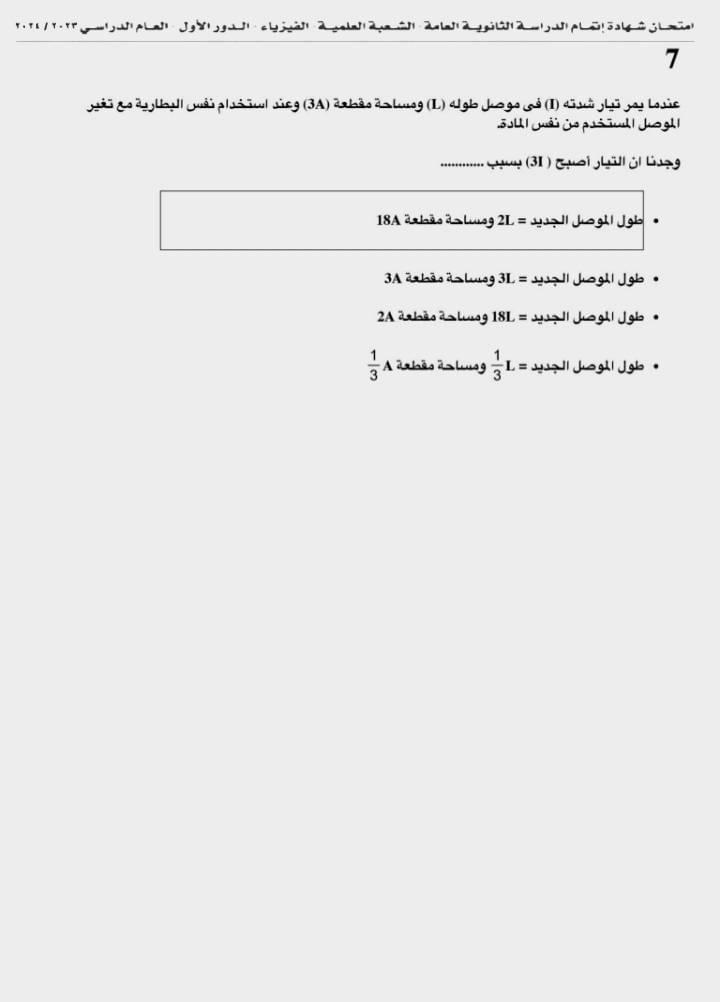 امتحان شهادة إتمام الدراسة الثانوية العامة - الشعبة العلمية - الفيزياء - الدور الأول - العام الدراسي ٢٠٢٣ / ٢٠٢٤
7
عندما يمر تيار شدته (I) فى موصل طوله (L) ومساحة مقطعة (3A) وعند استخدام نفس البطارية مع تغير
الموصل المستخدم من نفس المادة.
وجدنا ان التيار أصبح (3I ) بسبب ............
• طول الموصل الجديد = 2L ومساحة مقطعة 18A
• طول الموصل الجديد = 3L ومساحة مقطعة 3A
• طول الموصل الجديد = 18L ومساحة مقطعة 2A
• طول الموصل الجديد = $\frac{1}{3}$L ومساحة مقطعة $\frac{1}{3}$A